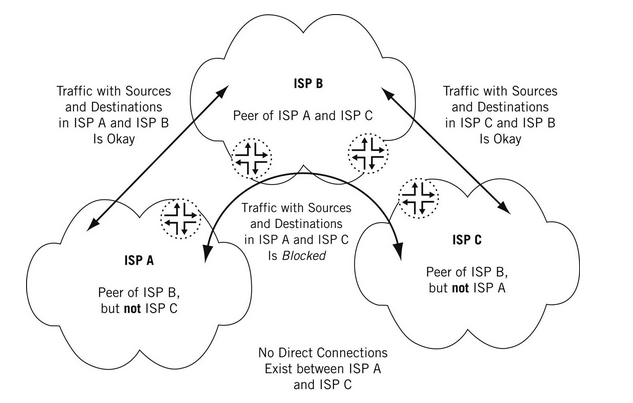 ISP B
Peer of ISP A and ISP C
Traffic with Sources
and Destinations
in ISP A and ISP B
Is Okay
Traffic with Sources
and Destinations
in ISP C and ISP B
Is Okay
Traffic with Sources
and Destinations
in ISP A and ISP C
Is Blocked
ISP A
Peer of ISP B,
but not ISP C
ISP C
Peer of ISP B,
but not ISP A
No Direct Connections
Exist between ISP A
and ISP C